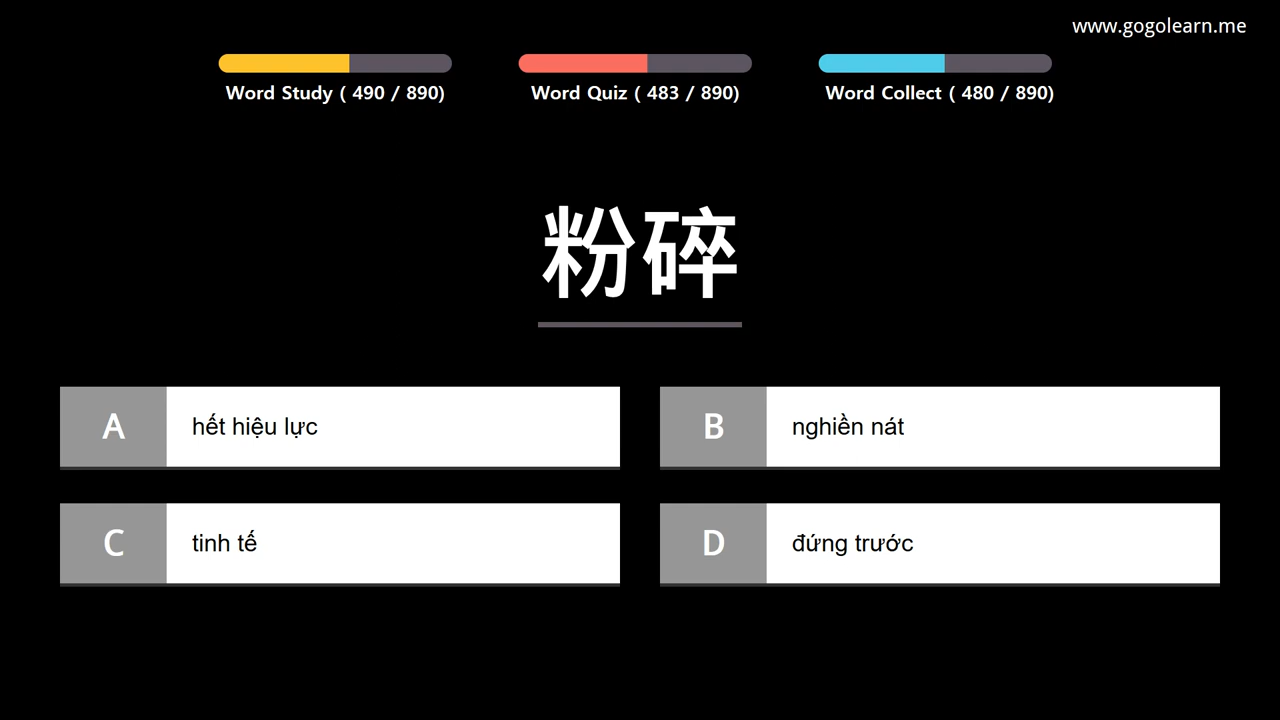 www.gogolearn.me
Word Study ( 490 / 890)
Word Quiz ( 483 / 890)
Word Collect ( 480 / 890)
粉碎
A hết hiệu lực
B nghiền nát
C tinh tế
D đứng trước